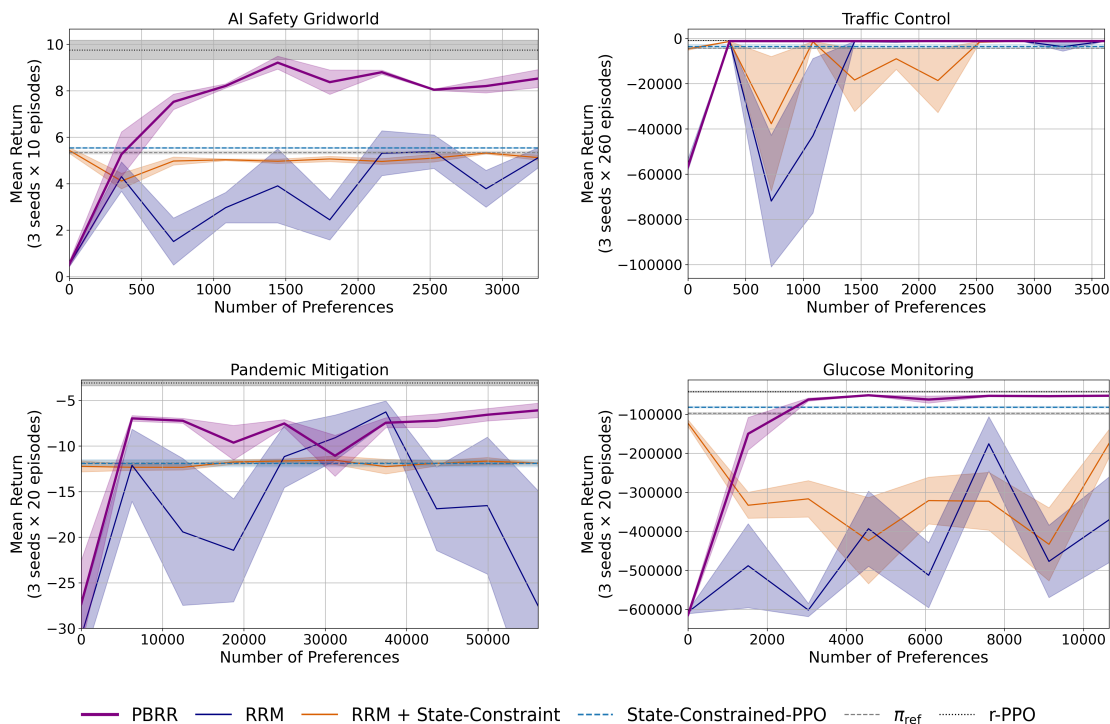 AI Safety Gridworld
Mean Return
(3 seeds × 10 episodes)
10
8
6
4
2
0
0 500 1000 1500 2000 2500 3000
Number of Preferences
Traffic Control
Mean Return
(3 seeds × 260 episodes)
0
−20000
−40000
−60000
−80000
−100000
0 500 1000 1500 2000 2500 3000 3500
Number of Preferences
Pandemic Mitigation
Mean Return
(3 seeds × 20 episodes)
−5
−10
−15
−20
−25
−30
0 10000 20000 30000 40000 50000
Number of Preferences
Glucose Monitoring
Mean Return
(3 seeds × 20 episodes)
−100000
−200000
−300000
−400000
−500000
−600000
0 2000 4000 6000 8000 10000
Number of Preferences
PBRR RRM RRM + State-Constraint State-Constrained-PPO π_ref r-PPO